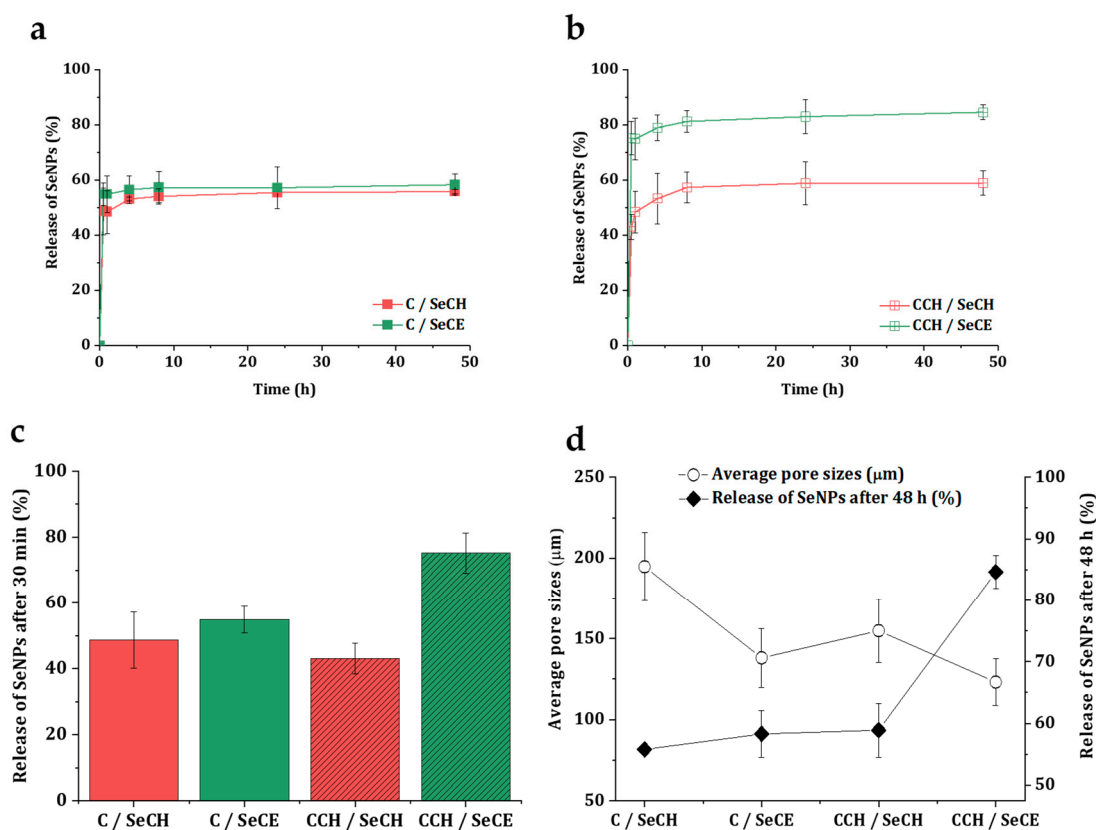 a
100
80
60
40
20
0
Release of SeNPs (%)
0 10 20 30 40 50
Time (h)
C / SeCH
C / SeCE
b
100
80
60
40
20
0
Release of SeNPs (%)
0 10 20 30 40 50
Time (h)
CCH / SeCH
CCH / SeCE
c
100
80
60
40
20
0
Release of SeNPs after 30 min (%)
C / SeCH C / SeCE CCH / SeCH CCH / SeCE
d
Average pore sizes (μm)
Release of SeNPs after 48 h (%)
250
200
150
100
50
Average pore sizes (μm)
100
90
80
70
60
50
Release of SeNPs after 48 h (%)
C / SeCH C / SeCE CCH / SeCH CCH / SeCE